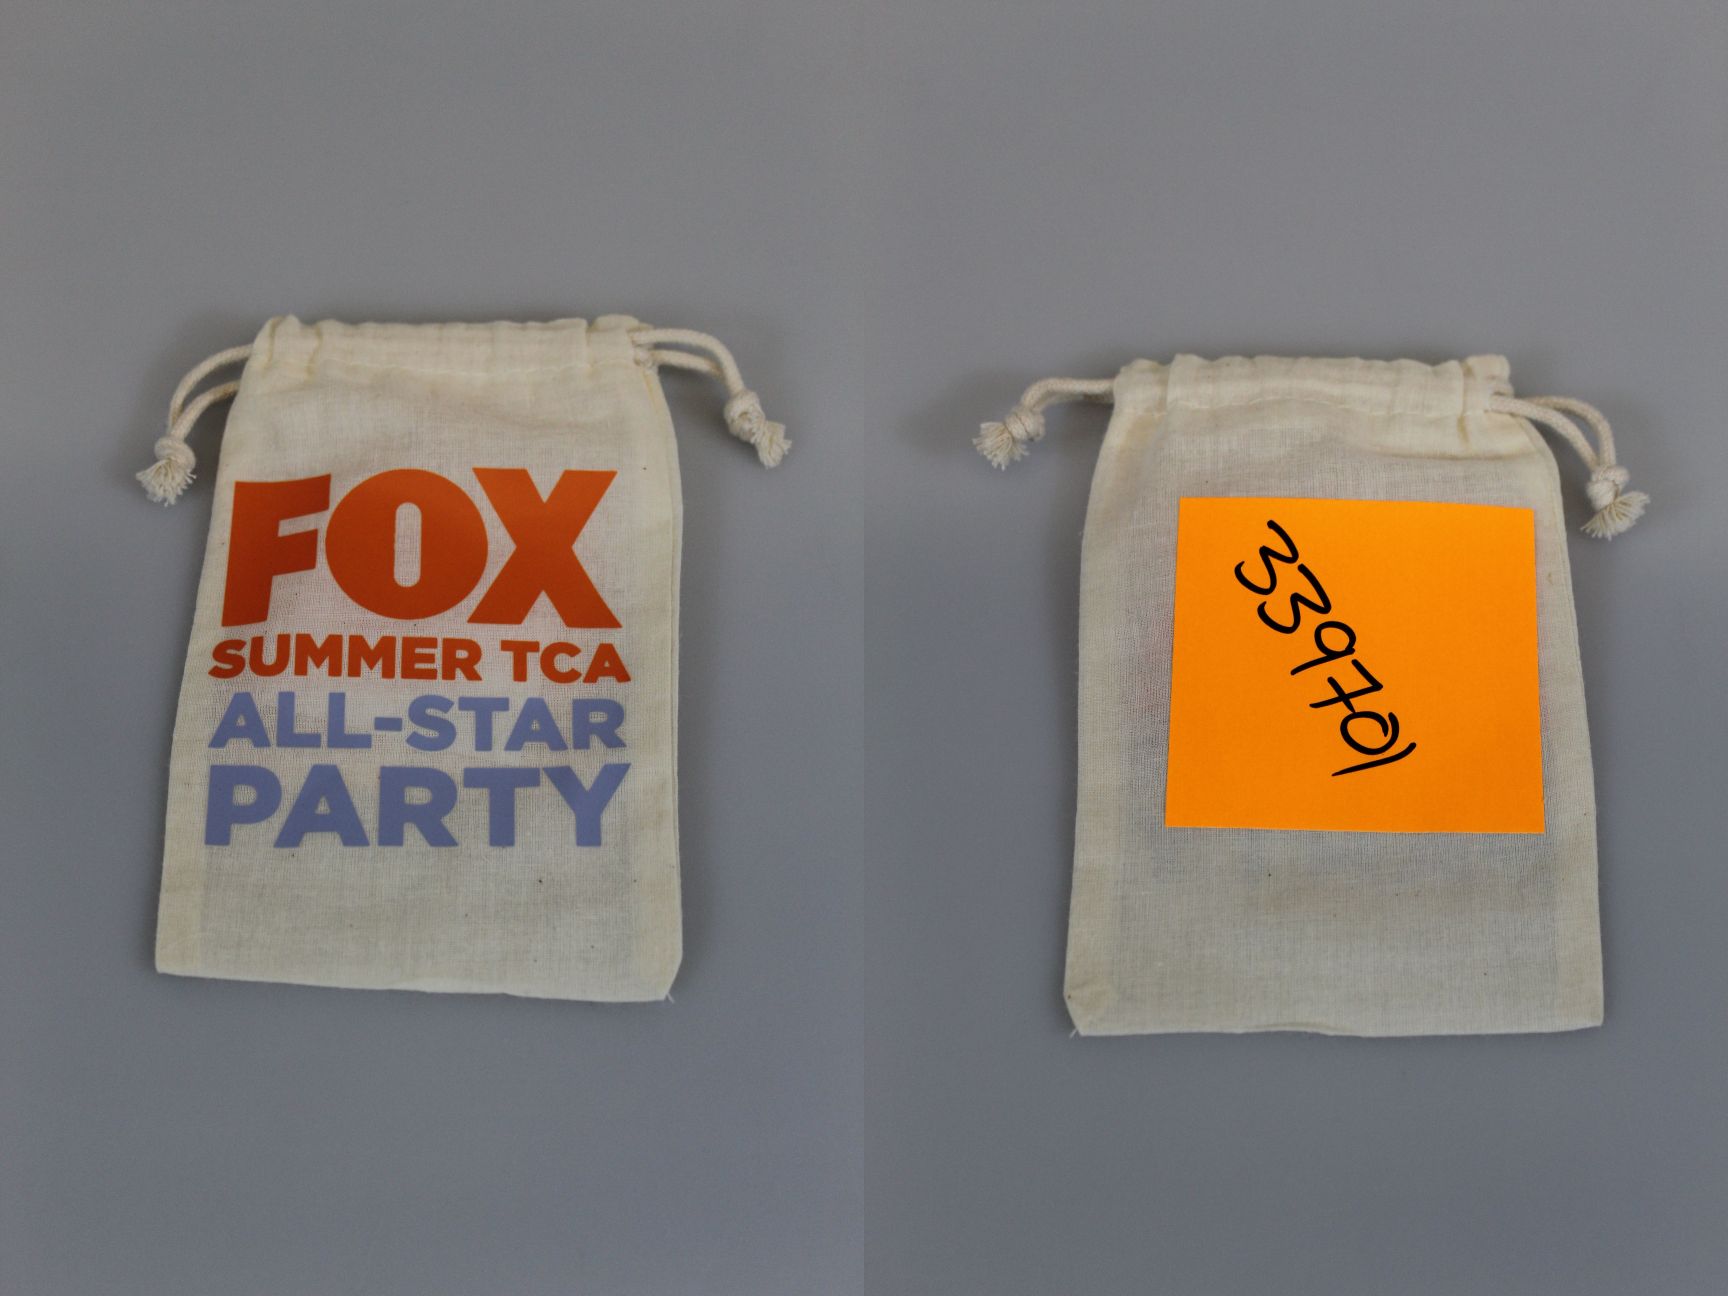 FOX
SUMMER TCA
ALL-STAR
PARTY
339701